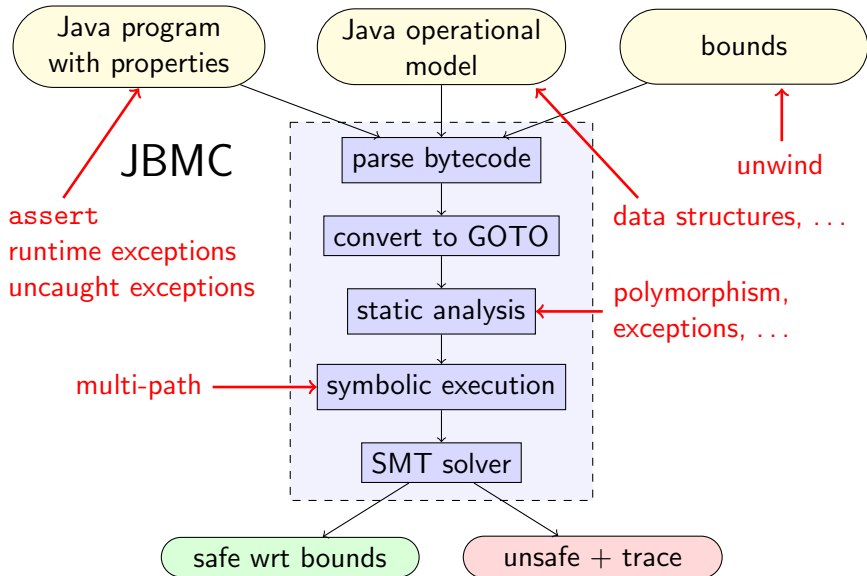 Java program
with properties
Java operational
model
bounds
JBMC
parse bytecode
unwind
assert
runtime exceptions
uncaught exceptions
data structures, …
convert to GOTO
static analysis
polymorphism,
exceptions, …
multi-path
symbolic execution
SMT solver
safe wrt bounds
unsafe + trace